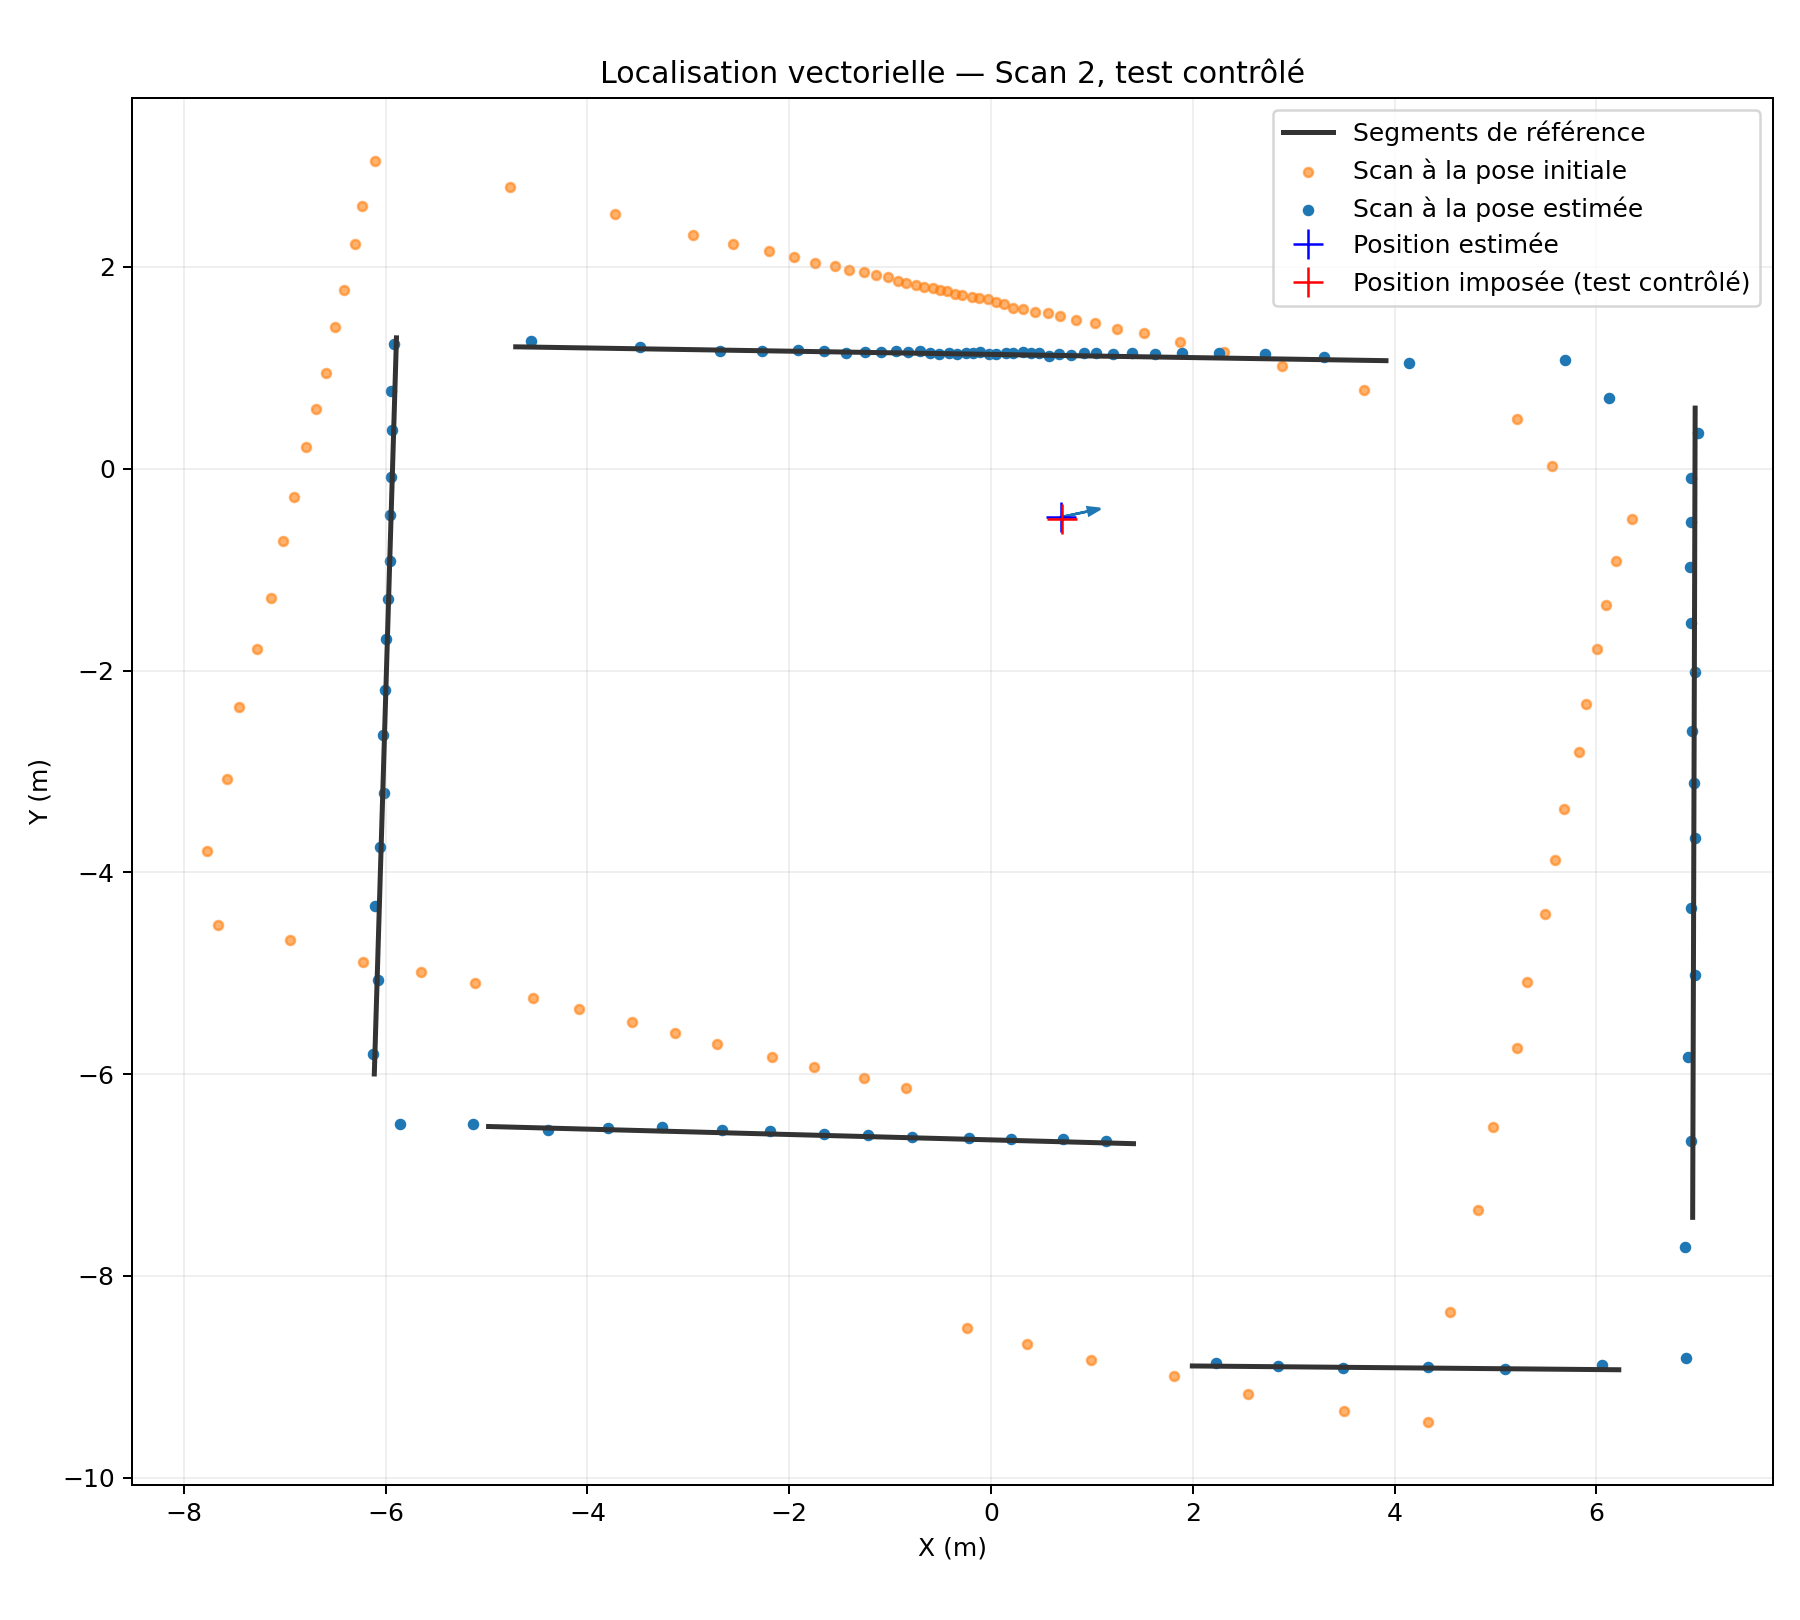 Localisation vectorielle — Scan 2, test contrôlé
Segments de référence
Scan à la pose initiale
Scan à la pose estimée
Position estimée
Position imposée (test contrôlé)
2
0
−2
−4
−6
−8
−10
Y (m)
−8
−6
−4
−2
0
2
4
6
X (m)